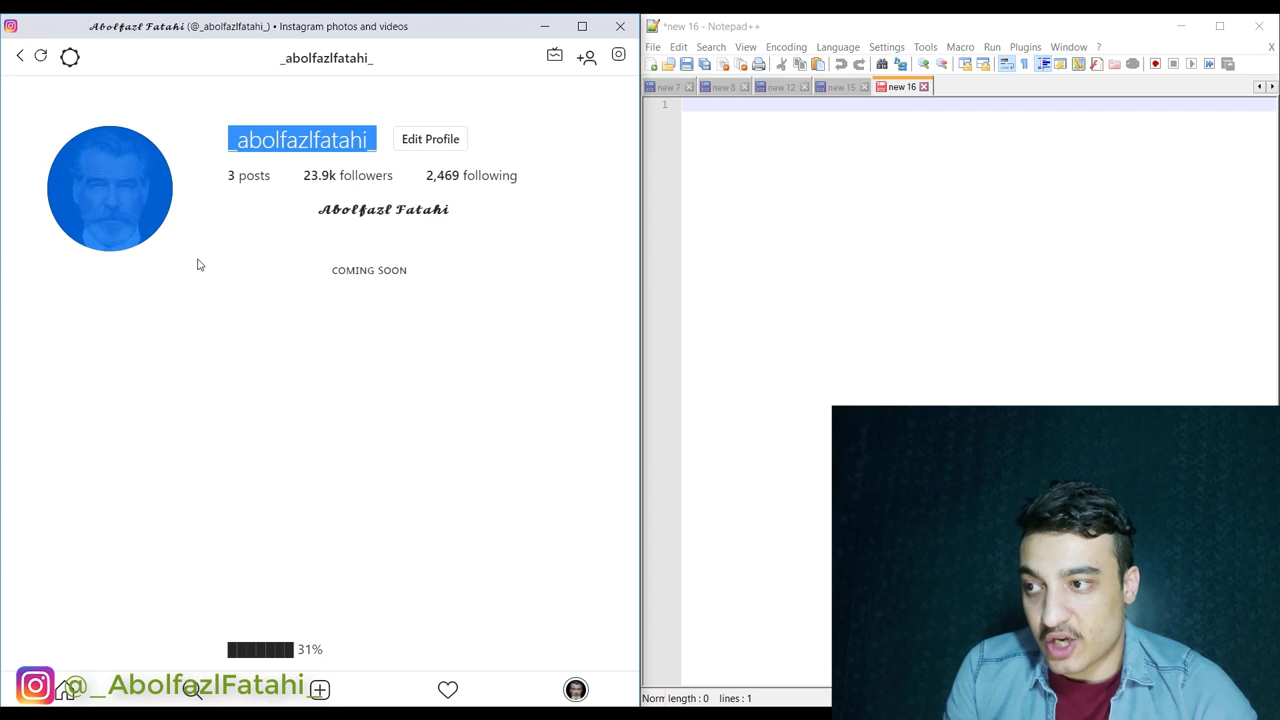 𝓐𝓫𝓸𝓵𝓯𝓪𝔃𝓵 𝓕𝓪𝓽𝓪𝓱𝓲 (@_abolfazlfatahi_) • Instagram photos and videos
_abolfazlfatahi_
_abolfazlfatahi_ Edit Profile
3 posts 23.9k followers 2,469 following
𝓐𝓫𝓸𝓵𝓯𝓪𝔃𝓵 𝓕𝓪𝓽𝓪𝓱𝓲
COMING SOON
███████ 31%
@_AbolfazlFatahi_
*new 16 - Notepad++
File Edit Search View Encoding Language Settings Tools Macro Run Plugins Window ? X
new 7 new 8 new 12 new 15 new 16
1
Norm length : 0 lines : 1